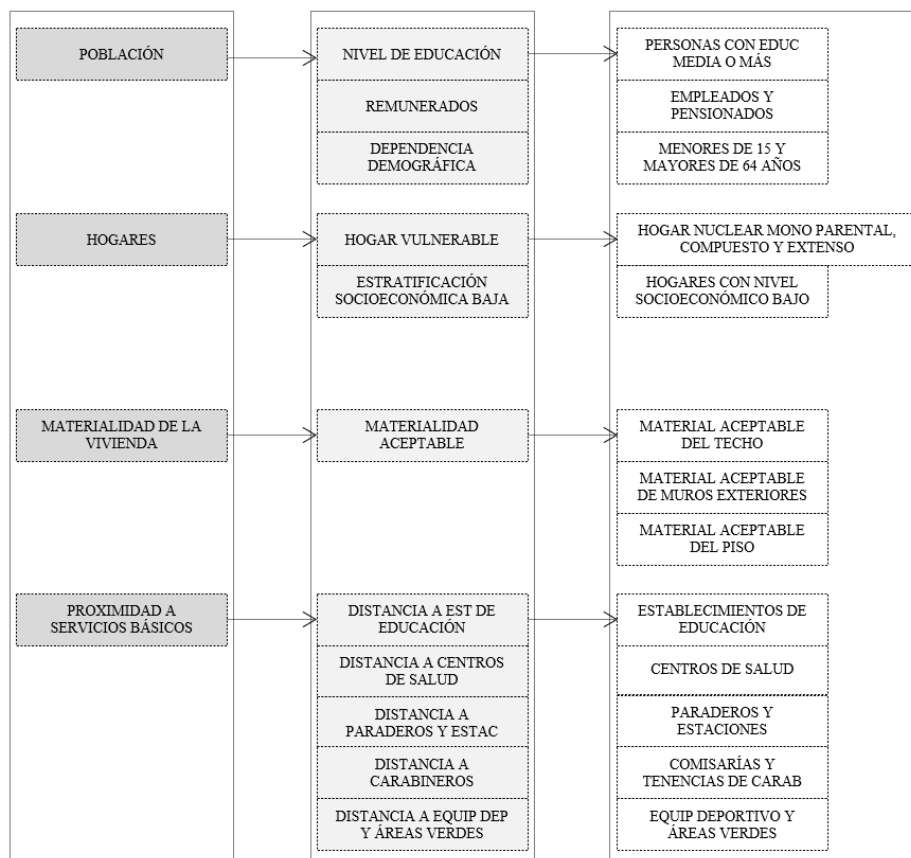 POBLACIÓN
NIVEL DE EDUCACIÓN
PERSONAS CON EDUC
MEDIA O MÁS
REMUNERADOS
EMPLEADOS Y
PENSIONADOS
DEPENDENCIA
DEMOGRÁFICA
MENORES DE 15 Y
MAYORES DE 64 AÑOS
HOGARES
HOGAR VULNERABLE
HOGAR NUCLEAR MONO PARENTAL,
COMPUESTO Y EXTENSO
ESTRATIFICACIÓN
SOCIOECONÓMICA BAJA
HOGARES CON NIVEL
SOCIOECONÓMICO BAJO
MATERIALIDAD DE LA
VIVIENDA
MATERIALIDAD
ACEPTABLE
MATERIAL ACEPTABLE
DEL TECHO
MATERIAL ACEPTABLE
DE MUROS EXTERIORES
MATERIAL ACEPTABLE
DEL PISO
PROXIMIDAD A
SERVICIOS BÁSICOS
DISTANCIA A EST DE
EDUCACIÓN
ESTABLECIMIENTOS DE
EDUCACIÓN
DISTANCIA A CENTROS
DE SALUD
CENTROS DE SALUD
DISTANCIA A
PARADEROS Y ESTAC
PARADEROS Y
ESTACIONES
DISTANCIA A
CARABINEROS
COMISARÍAS Y
TENENCIAS DE CARAB
DISTANCIA A EQUIP DEP
Y ÁREAS VERDES
EQUIP DEPORTIVO Y
ÁREAS VERDES